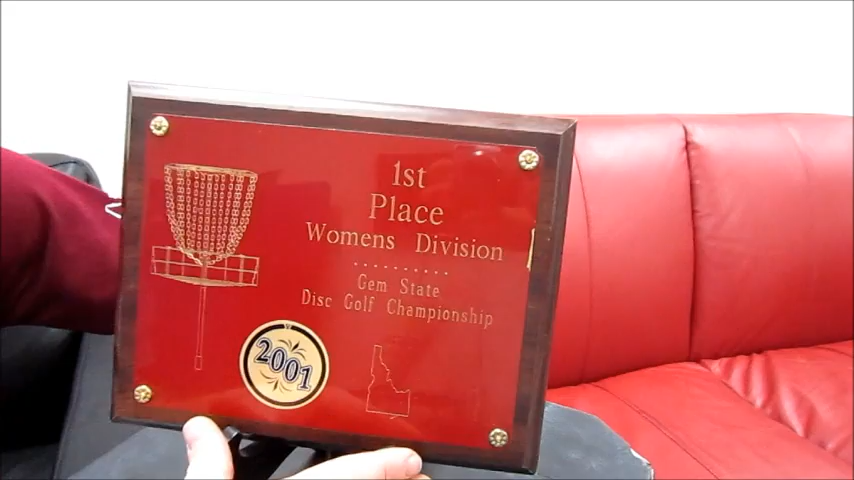 1st
Place
Womens Division
Gem State
Disc Golf Championship
2001